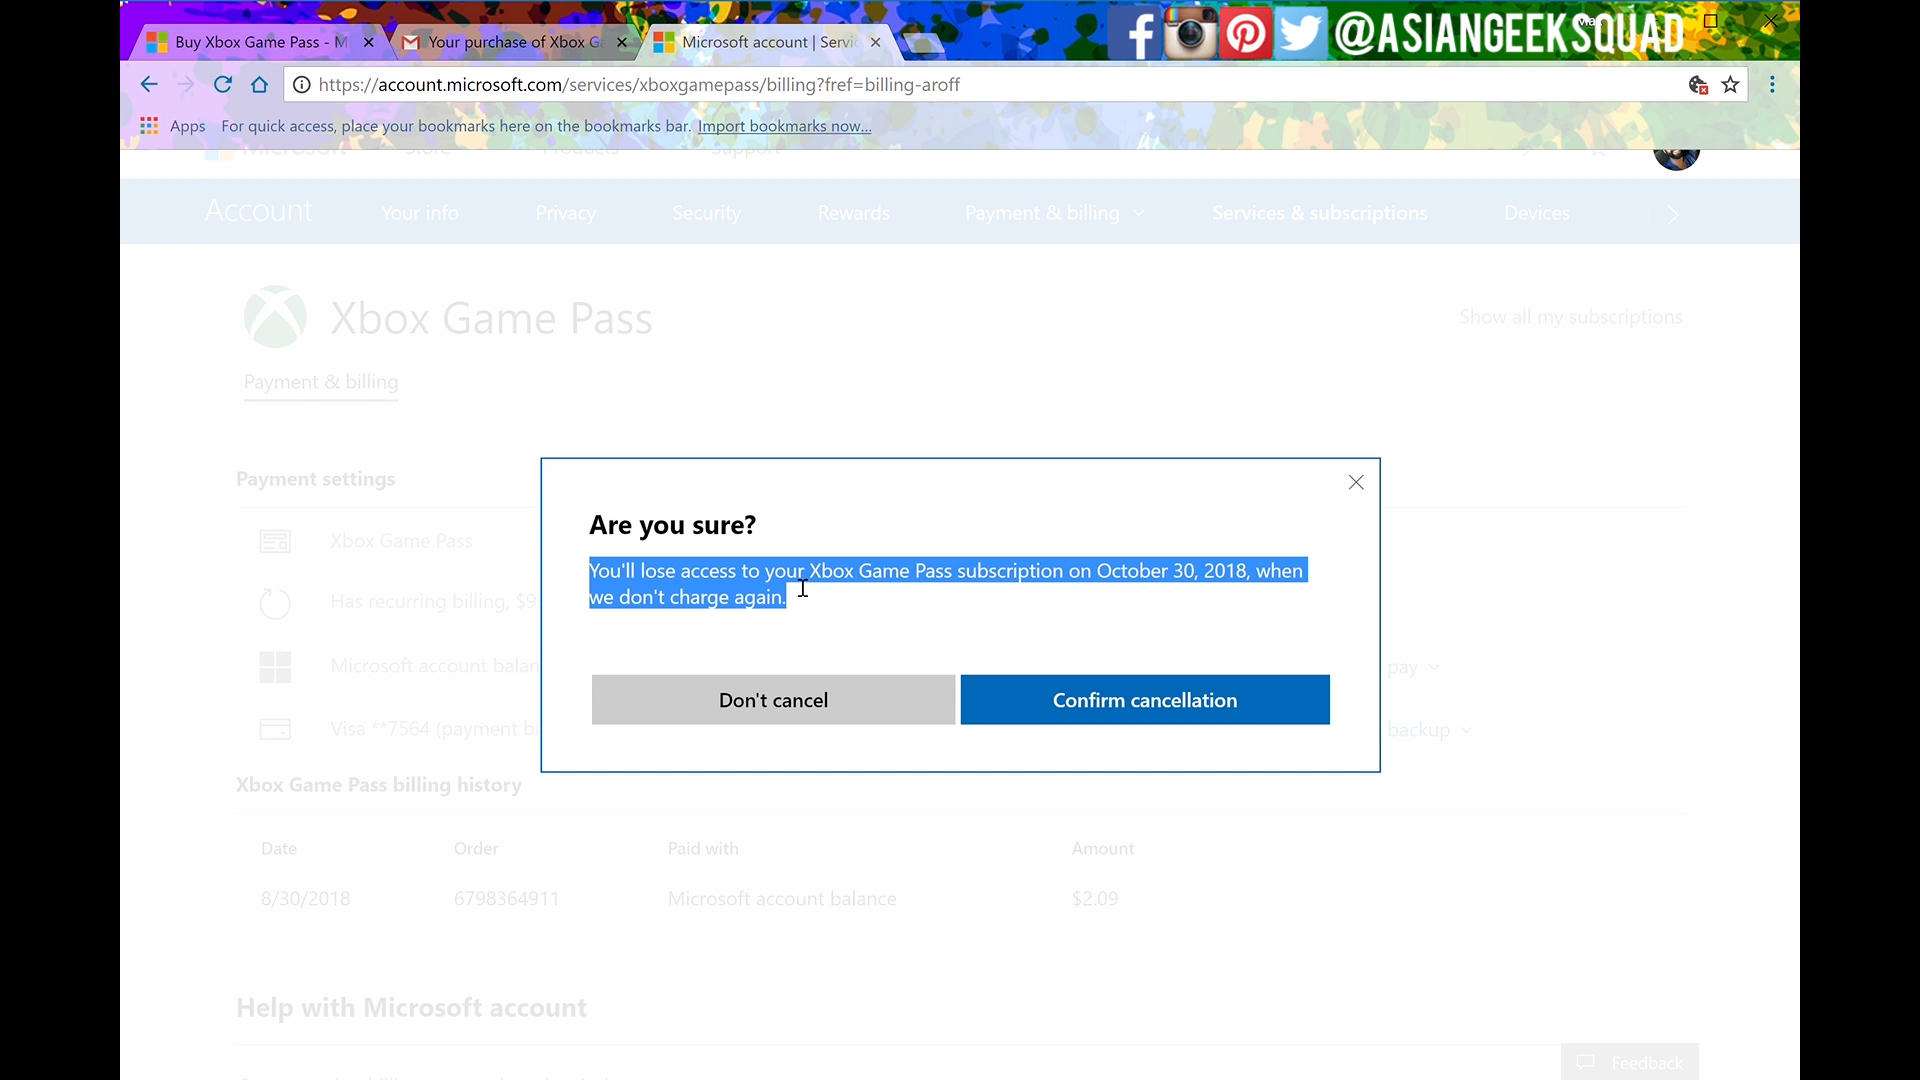 Buy Xbox Game Pass - M
Your purchase of Xbox G
Microsoft account | Servi
@ASIANGEEKSQUAD
https://account.microsoft.com/services/xboxgamepass/billing?fref=billing-aroff
Apps For quick access, place your bookmarks here on the bookmarks bar. Import bookmarks now...
Microsoft Store Products Support
Account Your info Privacy Security Rewards Payment & billing Services & subscriptions Devices
Xbox Game Pass
Show all my subscriptions
Payment & billing
Payment settings
Xbox Game Pass
Has recurring billing, $9.
Microsoft account balan
pay
Visa **7564 (payment ba
backup
Are you sure?
You'll lose access to your Xbox Game Pass subscription on October 30, 2018, when
we don't charge again.
Don't cancel
Confirm cancellation
Xbox Game Pass billing history
Date Order Paid with Amount
8/30/2018 6798364911 Microsoft account balance $2.09
Help with Microsoft account
Feedback